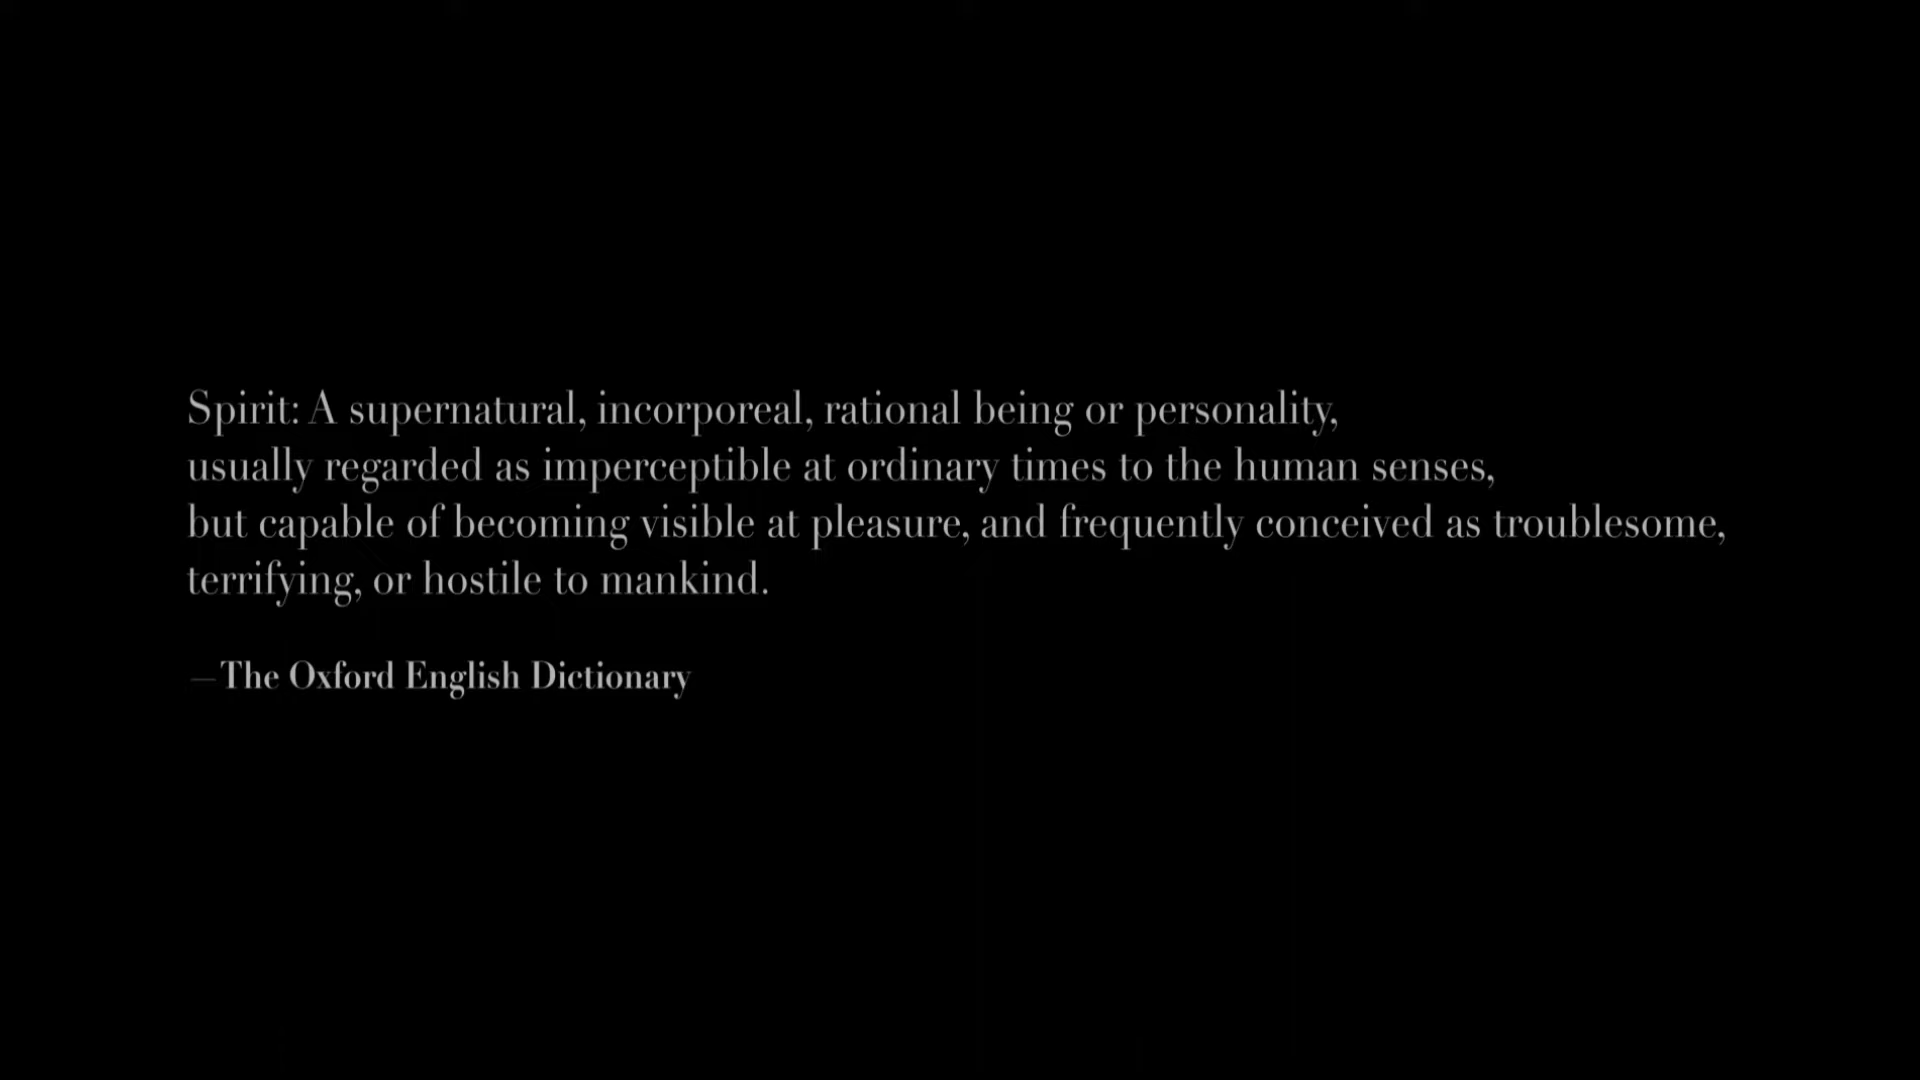 Spirit: A supernatural, incorporeal, rational being or personality,
usually regarded as imperceptible at ordinary times to the human senses,
but capable of becoming visible at pleasure, and frequently conceived as troublesome,
terrifying, or hostile to mankind.
—The Oxford English Dictionary